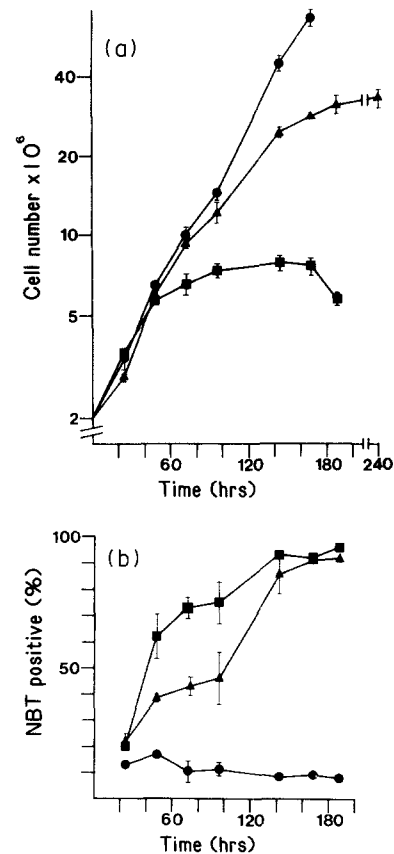 (a)
40
20
10
5
2
Cell number x 10⁶
60
120
180
240
Time (hrs)
(b)
100
50
NBT positive (%)
60
120
180
Time (hrs)